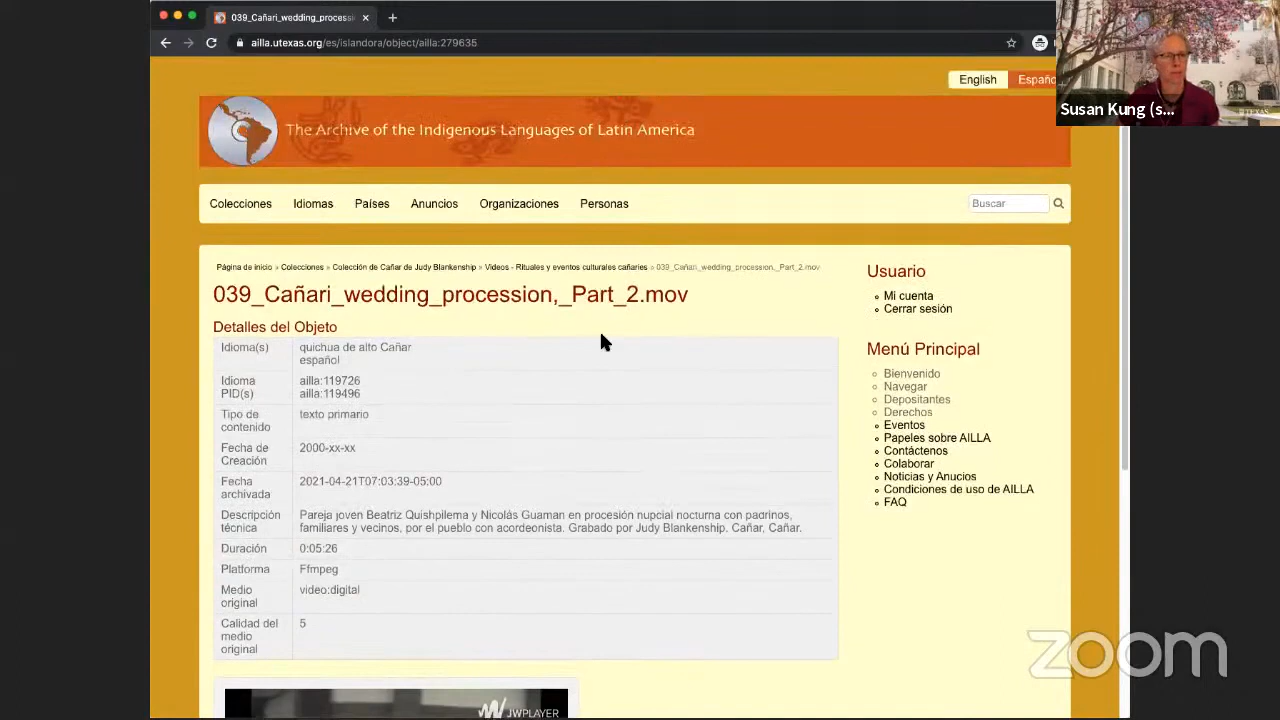 039_Cañari_wedding_processi
ailla.utexas.org/es/islandora/object/ailla:279635
English Españo
Susan Kung (s...
The Archive of the Indigenous Languages of Latin America
Colecciones Idiomas Países Anuncios Organizaciones Personas Buscar
Página de inicio » Colecciones » Colección de Cañar de Judy Blankenship » Videos - Rituales y eventos culturales cañaries » 039_Cañari_wedding_procession,_Part_2.mov
039_Cañari_wedding_procession,_Part_2.mov
Detalles del Objeto
Idioma(s) quichua de alto Cañar
español
Idioma ailla:119726
PID(s) ailla:119496
Tipo de texto primario
contenido
Fecha de 2000-xx-xx
Creación
Fecha 2021-04-21T07:03:39-05:00
archivada
Descripción Pareja joven Beatriz Quishpilema y Nicolás Guaman en procesión nupcial nocturna con padrinos,
técnica familiares y vecinos, por el pueblo con acordeonista. Grabado por Judy Blankenship. Cañar, Cañar.
Duración 0:05:26
Platforma Ffmpeg
Medio video:digital
original
Calidad del 5
medio
original
JWPLAYER
Usuario
Mi cuenta
Cerrar sesión
Menú Principal
Bienvenido
Navegar
Depositantes
Derechos
Eventos
Papeles sobre AILLA
Contáctenos
Colaborar
Noticias y Anucios
Condiciones de uso de AILLA
FAQ
zoom